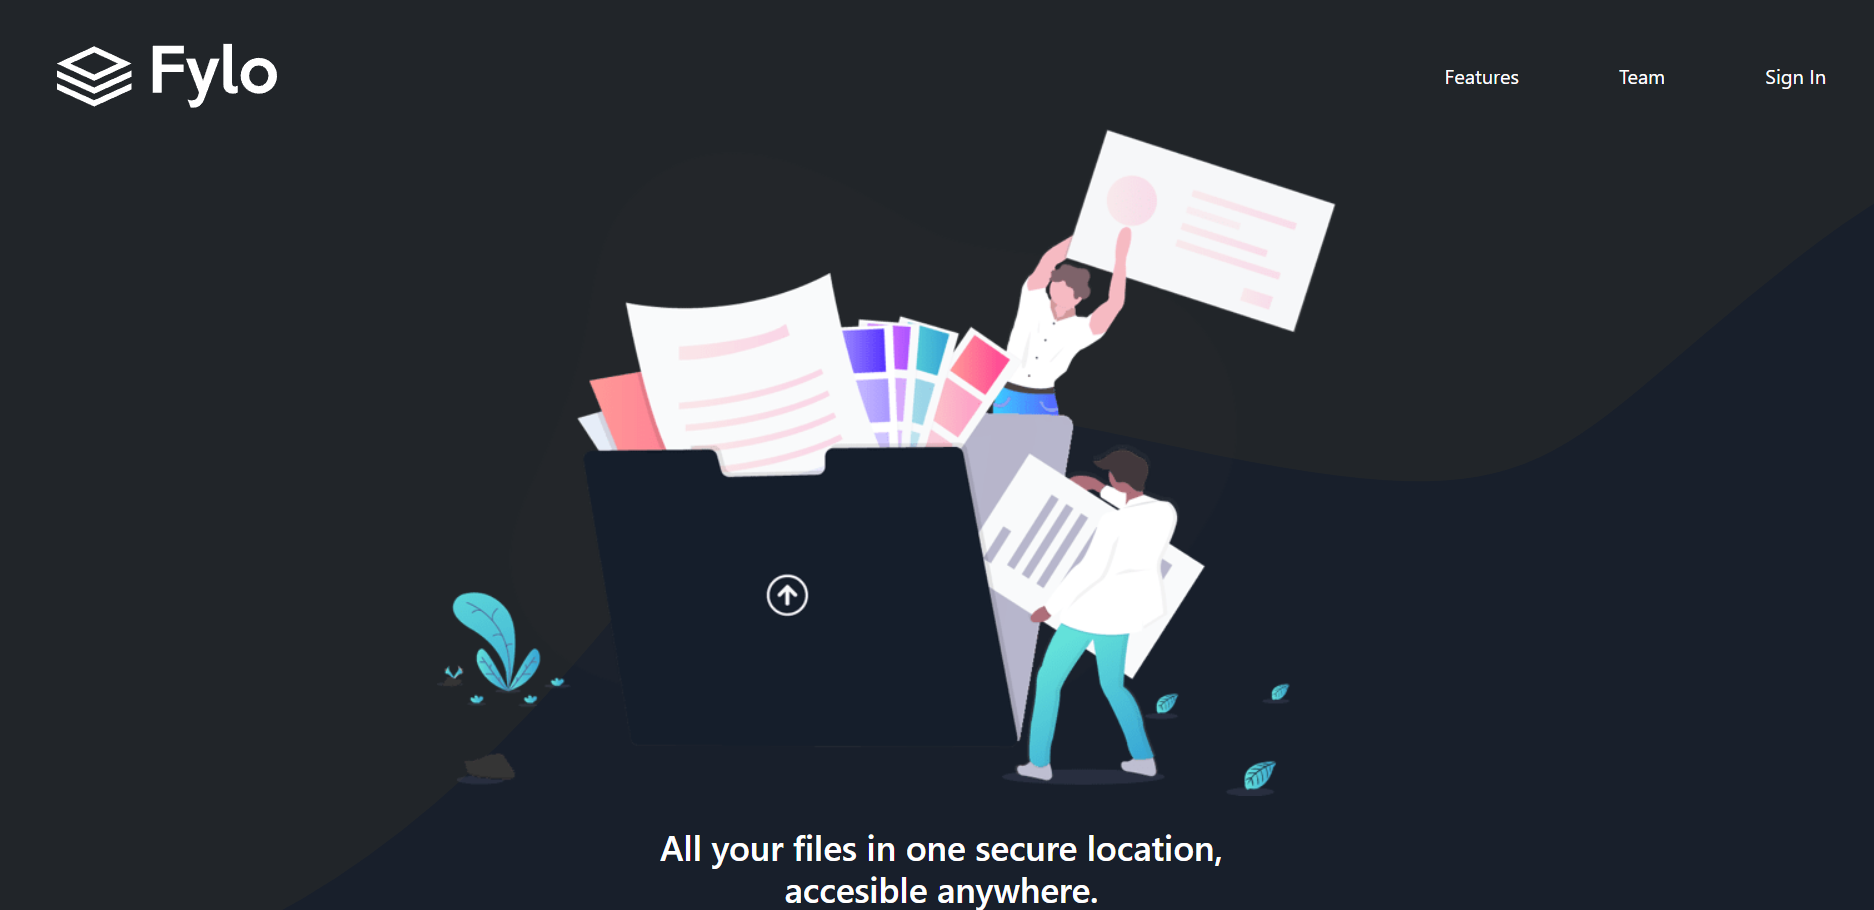 Fylo
Features Team Sign In
All your files in one secure location,
accesible anywhere.